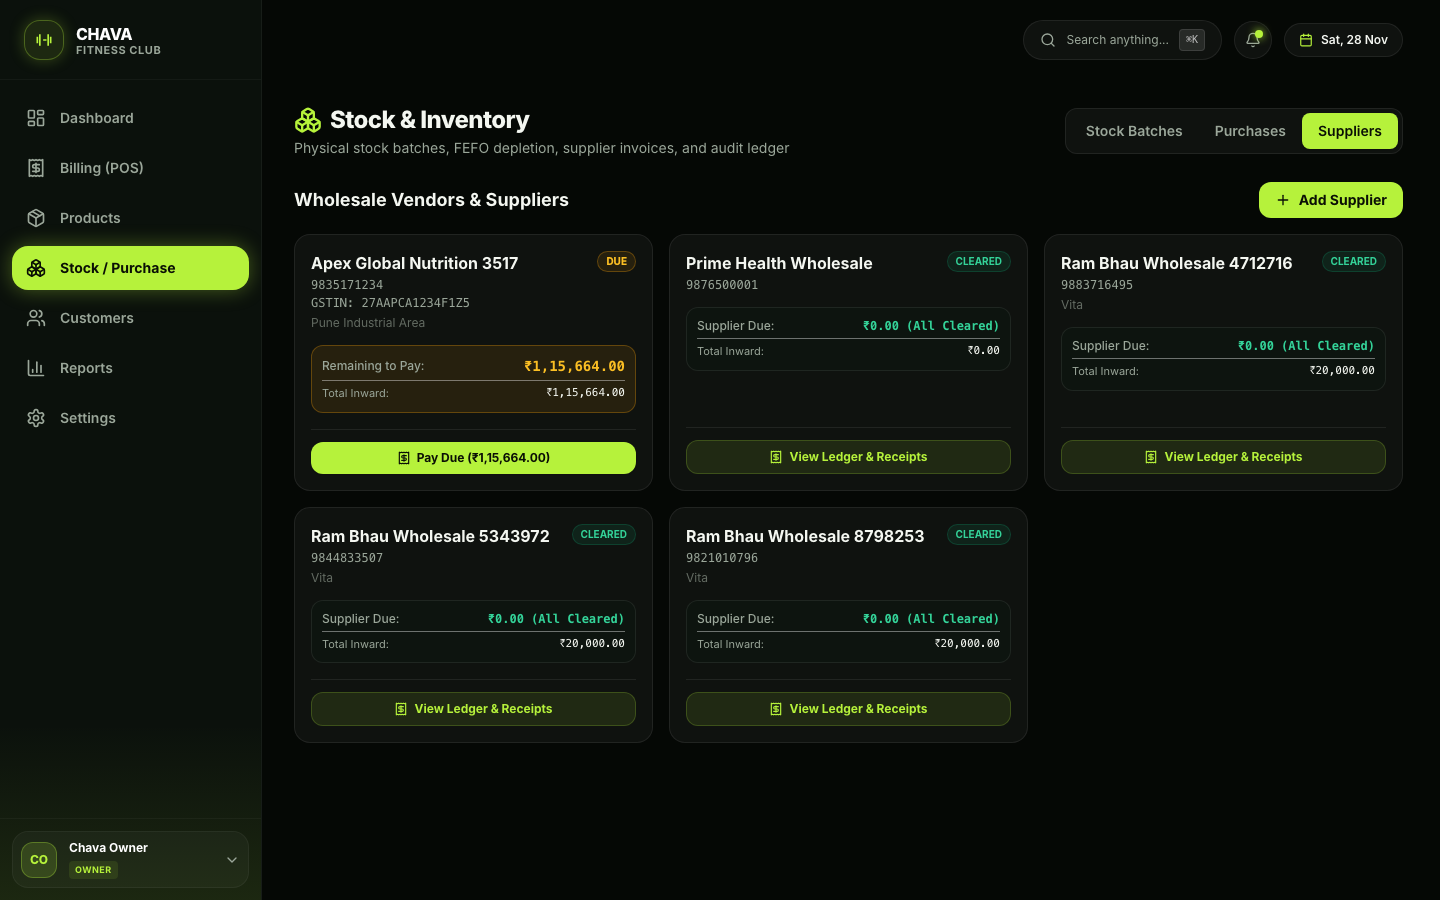 CHAVA
FITNESS CLUB
Dashboard
Billing (POS)
Products
Stock / Purchase
Customers
Reports
Settings
CO
Chava Owner
OWNER
Search anything...
⌘K
Sat, 28 Nov
Stock & Inventory
Physical stock batches, FEFO depletion, supplier invoices, and audit ledger
Stock Batches
Purchases
Suppliers
Wholesale Vendors & Suppliers
Add Supplier
Apex Global Nutrition 3517
DUE
9835171234
GSTIN: 27AAPCA1234F1Z5
Pune Industrial Area
Remaining to Pay: ₹1,15,664.00
Total Inward: ₹1,15,664.00
Pay Due (₹1,15,664.00)
Prime Health Wholesale
CLEARED
9876500001
Supplier Due: ₹0.00 (All Cleared)
Total Inward: ₹0.00
View Ledger & Receipts
Ram Bhau Wholesale 4712716
CLEARED
9883716495
Vita
Supplier Due: ₹0.00 (All Cleared)
Total Inward: ₹20,000.00
View Ledger & Receipts
Ram Bhau Wholesale 5343972
CLEARED
9844833507
Vita
Supplier Due: ₹0.00 (All Cleared)
Total Inward: ₹20,000.00
View Ledger & Receipts
Ram Bhau Wholesale 8798253
CLEARED
9821010796
Vita
Supplier Due: ₹0.00 (All Cleared)
Total Inward: ₹20,000.00
View Ledger & Receipts